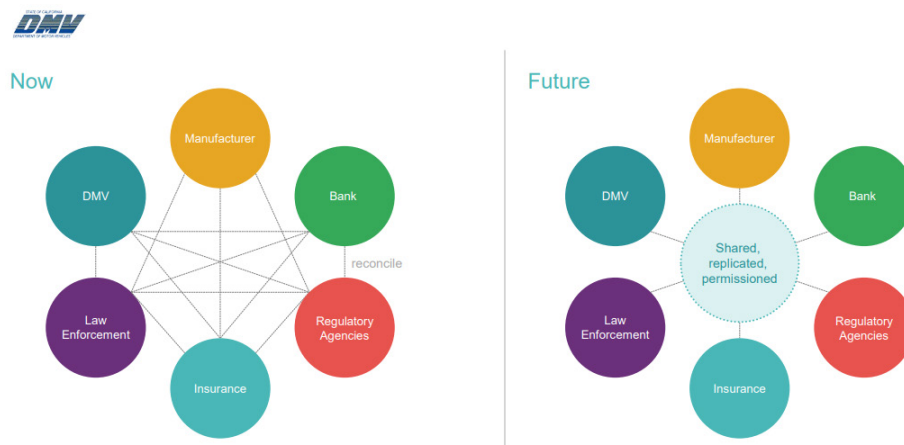 STATE OF CALIFORNIA
DMV
DEPARTMENT OF MOTOR VEHICLES
Now
Manufacturer
DMV
Bank
reconcile
Law
Enforcement
Regulatory
Agencies
Insurance
Future
Manufacturer
DMV
Bank
Shared,
replicated,
permissioned
Law
Enforcement
Regulatory
Agencies
Insurance